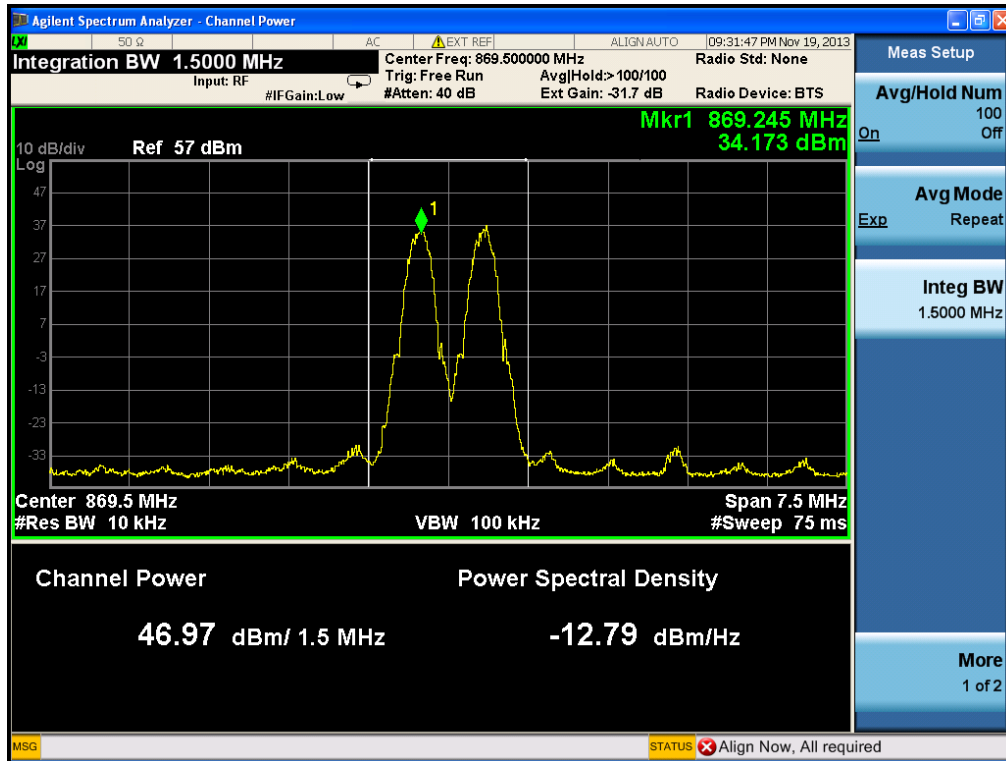 Agilent Spectrum Analyzer - Channel Power
LXI 50 Ω AC EXT REF ALIGN AUTO 09:31:47 PM Nov 19, 2013
Integration BW 1.5000 MHz Center Freq: 869.500000 MHz Radio Std: None
Input: RF Trig: Free Run Avg|Hold:> 100/100
#IFGain:Low #Atten: 40 dB Ext Gain: -31.7 dB Radio Device: BTS
Mkr1 869.245 MHz
10 dB/div Ref 57 dBm 34.173 dBm
Log
47
1
37
27
17
7
-3
-13
-23
-33
Center 869.5 MHz Span 7.5 MHz
#Res BW 10 kHz VBW 100 kHz #Sweep 75 ms
Channel Power Power Spectral Density
46.97 dBm/ 1.5 MHz -12.79 dBm/Hz
Meas Setup
Avg/Hold Num
100
On Off
Avg Mode
Exp Repeat
Integ BW
1.5000 MHz
More
1 of 2
MSG STATUS Align Now, All required